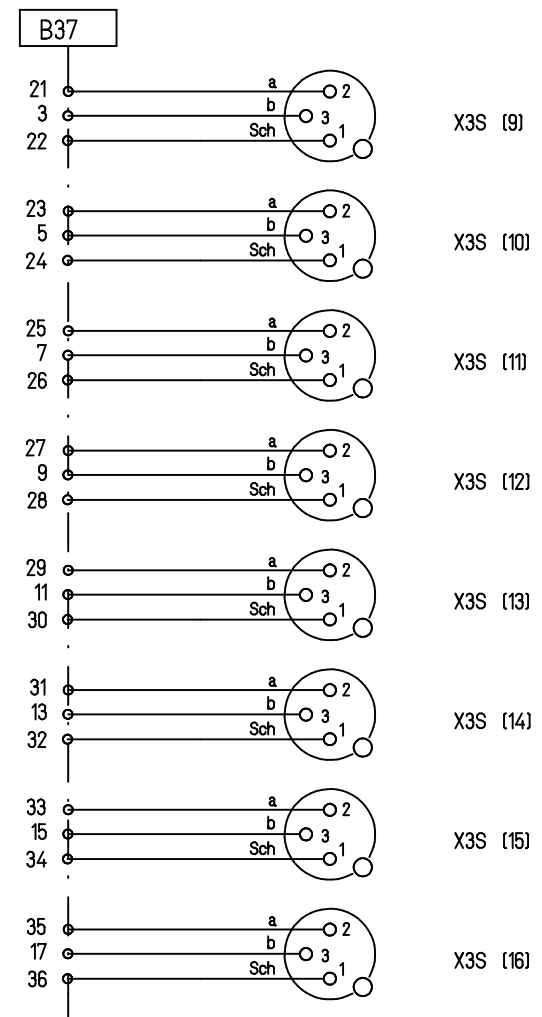 B37
21 a 2
3 b 3 X3S (9)
22 Sch 1
23 a 2
5 b 3 X3S (10)
24 Sch 1
25 a 2
7 b 3 X3S (11)
26 Sch 1
27 a 2
9 b 3 X3S (12)
28 Sch 1
29 a 2
11 b 3 X3S (13)
30 Sch 1
31 a 2
13 b 3 X3S (14)
32 Sch 1
33 a 2
15 b 3 X3S (15)
34 Sch 1
35 a 2
17 b 3 X3S (16)
36 Sch 1